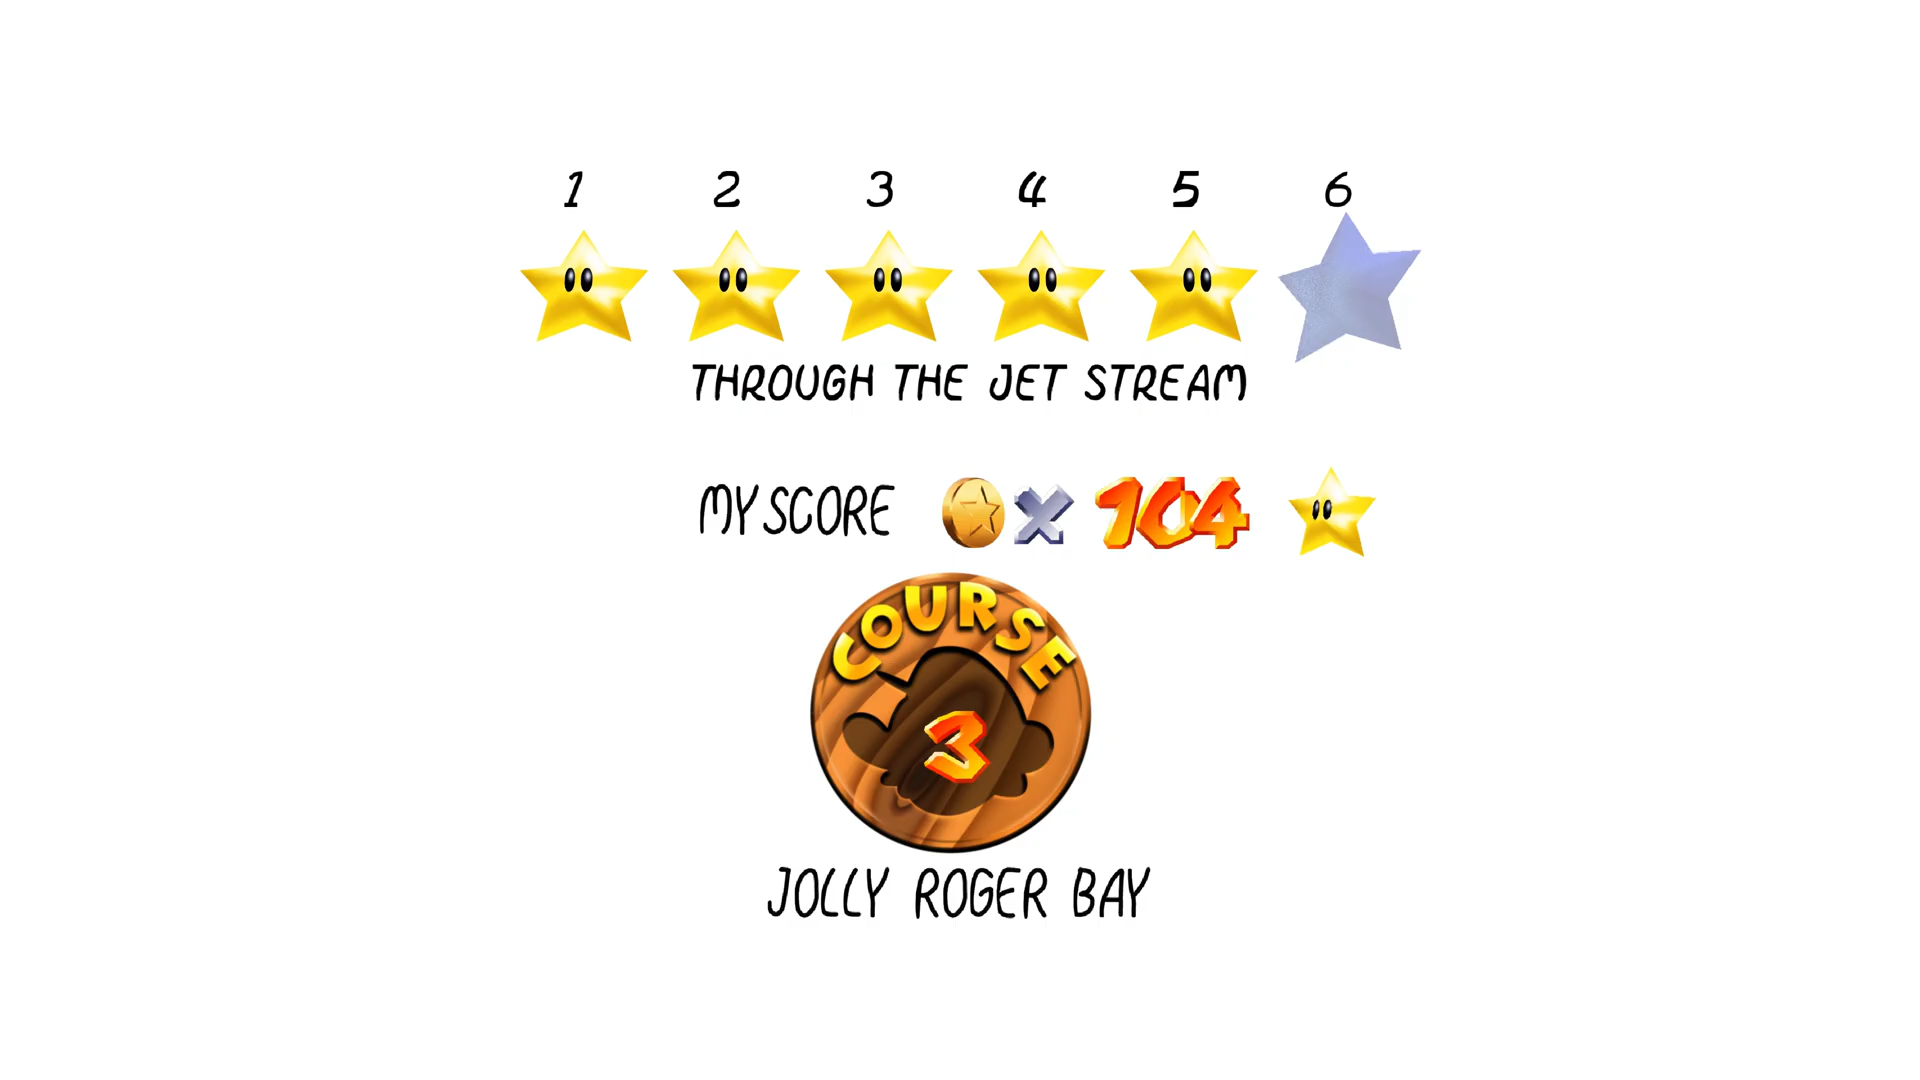 1 2 3 4 5 6
THROUGH THE JET STREAM
MY SCORE × 104
COURSE
3
JOLLY ROGER BAY